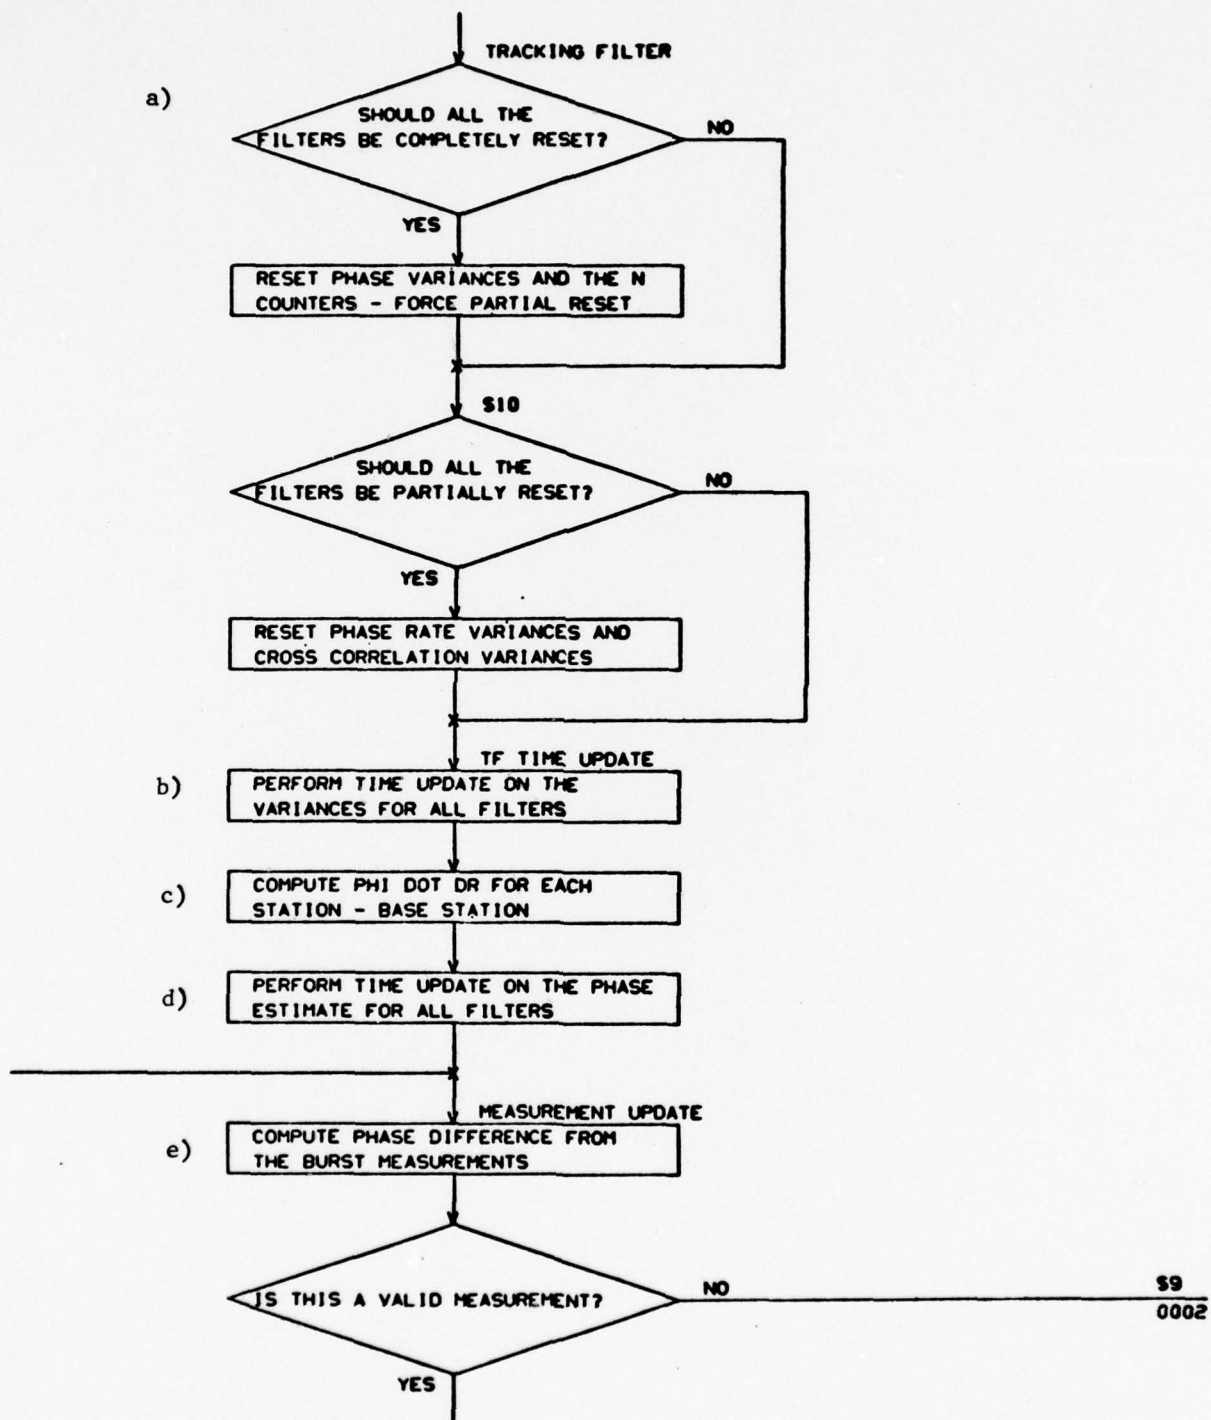 TRACKING FILTER
a)
SHOULD ALL THE
FILTERS BE COMPLETELY RESET?
NO
YES
RESET PHASE VARIANCES AND THE N
COUNTERS - FORCE PARTIAL RESET
$10
SHOULD ALL THE
FILTERS BE PARTIALLY RESET?
NO
YES
RESET PHASE RATE VARIANCES AND
CROSS CORRELATION VARIANCES
TF TIME UPDATE
b)
PERFORM TIME UPDATE ON THE
VARIANCES FOR ALL FILTERS
c)
COMPUTE PHI DOT DR FOR EACH
STATION - BASE STATION
d)
PERFORM TIME UPDATE ON THE PHASE
ESTIMATE FOR ALL FILTERS
MEASUREMENT UPDATE
e)
COMPUTE PHASE DIFFERENCE FROM
THE BURST MEASUREMENTS
IS THIS A VALID MEASUREMENT?
NO
$9
0002
YES